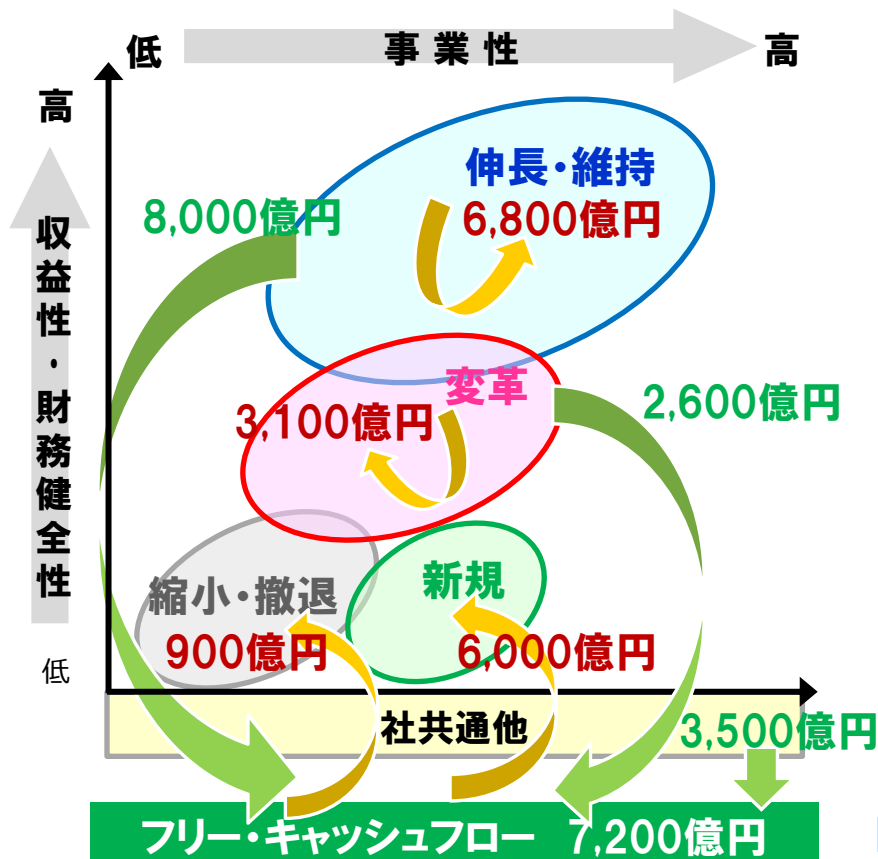 低
事業性
高
高
収益性・財務健全性
低
伸長・維持
8,000億円
6,800億円
変革
3,100億円
2,600億円
縮小・撤退
新規
900億円
6,000億円
社共通他
3,500億円
フリー・キャッシュフロー 7,200億円